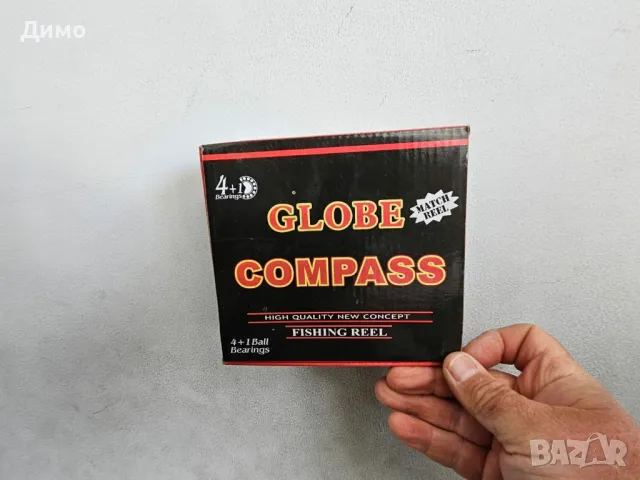 Димо
4+1
Bearings
GLOBE
MATCH
REEL
COMPASS
HIGH QUALITY NEW CONCEPT
FISHING REEL
4+1 Ball
Bearings
BAZAR